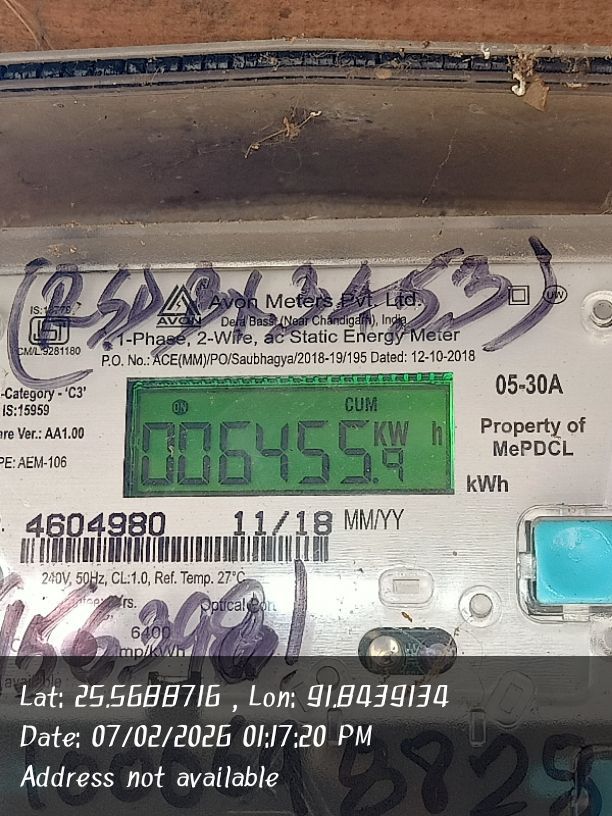 Avon Meters Pvt. Ltd.
AVON
Dera Bassi (Near Chandigarh), India
CM/L:9281180
1-Phase, 2-Wire, ac Static Energy Meter
P.O. No.: ACE(MM)/PO/Saubhagya/2018-19/195 Dated: 12-10-2018
-Category - 'C3'
IS:15959
are Ver.: AA1.00
PE: AEM-106
ON CUM
006455.9 KW h
kWh
05-30A
Property of
MePDCL
4604980 11/18 MM/YY
240V, 50Hz, CL:1.0, Ref. Temp. 27°C
Optical Port
6400
imp/kWh
Lat: 25.5688716 , Lon: 91.8439134
Date: 07/02/2026 01:17:20 PM
Address not available